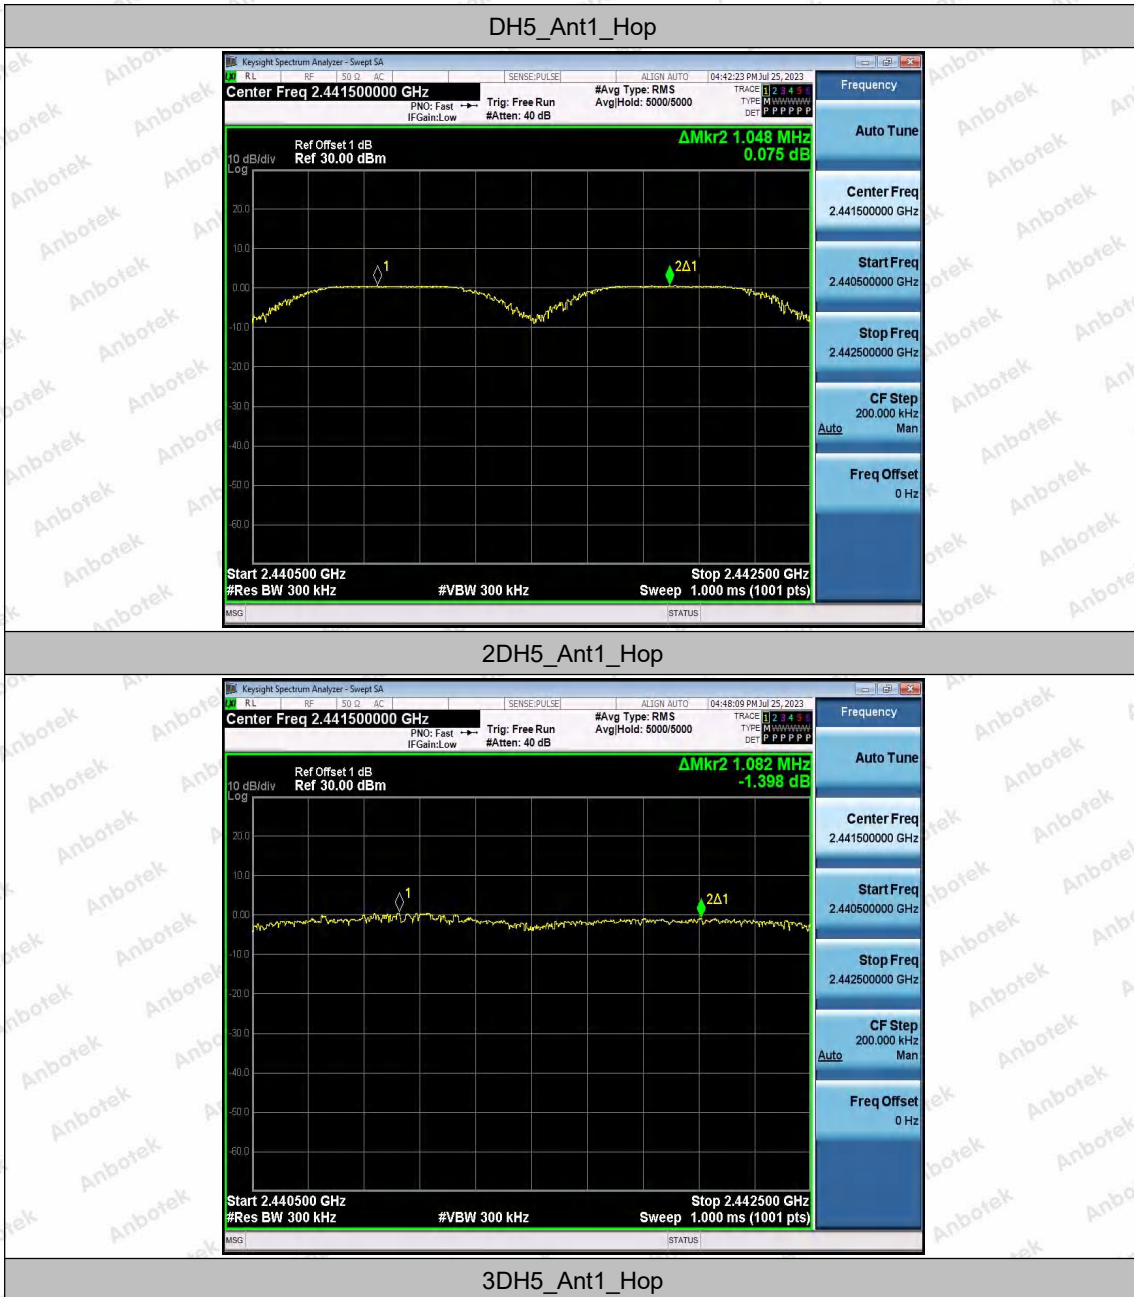 DH5_Ant1_Hop
Keysight Spectrum Analyzer - Swept SA
RL RF 50 Ω AC SENSE:PULSE ALIGN AUTO 04:42:23 PM Jul 25, 2023
Center Freq 2.441500000 GHz #Avg Type: RMS TRACE 1 2 3 4 5 6
PNO: Fast Trig: Free Run Avg|Hold: 5000/5000 TYPE M WWWWW
IFGain:Low #Atten: 40 dB DET P P P P P P
ΔMkr2 1.048 MHz
0.075 dB
Ref Offset 1 dB
10 dB/div Ref 30.00 dBm
Log
20.0
10.0
1
2Δ1
0.00
-10.0
-20.0
-30.0
-40.0
-50.0
-60.0
Start 2.440500 GHz Stop 2.442500 GHz
#Res BW 300 kHz #VBW 300 kHz Sweep 1.000 ms (1001 pts)
MSG STATUS
Frequency
Auto Tune
Center Freq
2.441500000 GHz
Start Freq
2.440500000 GHz
Stop Freq
2.442500000 GHz
CF Step
200.000 kHz
Auto Man
Freq Offset
0 Hz
2DH5_Ant1_Hop
Keysight Spectrum Analyzer - Swept SA
RL RF 50 Ω AC SENSE:PULSE ALIGN AUTO 04:48:09 PM Jul 25, 2023
Center Freq 2.441500000 GHz #Avg Type: RMS TRACE 1 2 3 4 5 6
PNO: Fast Trig: Free Run Avg|Hold: 5000/5000 TYPE M WWWWW
IFGain:Low #Atten: 40 dB DET P P P P P P
ΔMkr2 1.082 MHz
-1.398 dB
Ref Offset 1 dB
10 dB/div Ref 30.00 dBm
Log
20.0
10.0
1
2Δ1
0.00
-10.0
-20.0
-30.0
-40.0
-50.0
-60.0
Start 2.440500 GHz Stop 2.442500 GHz
#Res BW 300 kHz #VBW 300 kHz Sweep 1.000 ms (1001 pts)
MSG STATUS
Frequency
Auto Tune
Center Freq
2.441500000 GHz
Start Freq
2.440500000 GHz
Stop Freq
2.442500000 GHz
CF Step
200.000 kHz
Auto Man
Freq Offset
0 Hz
3DH5_Ant1_Hop
Anbotek